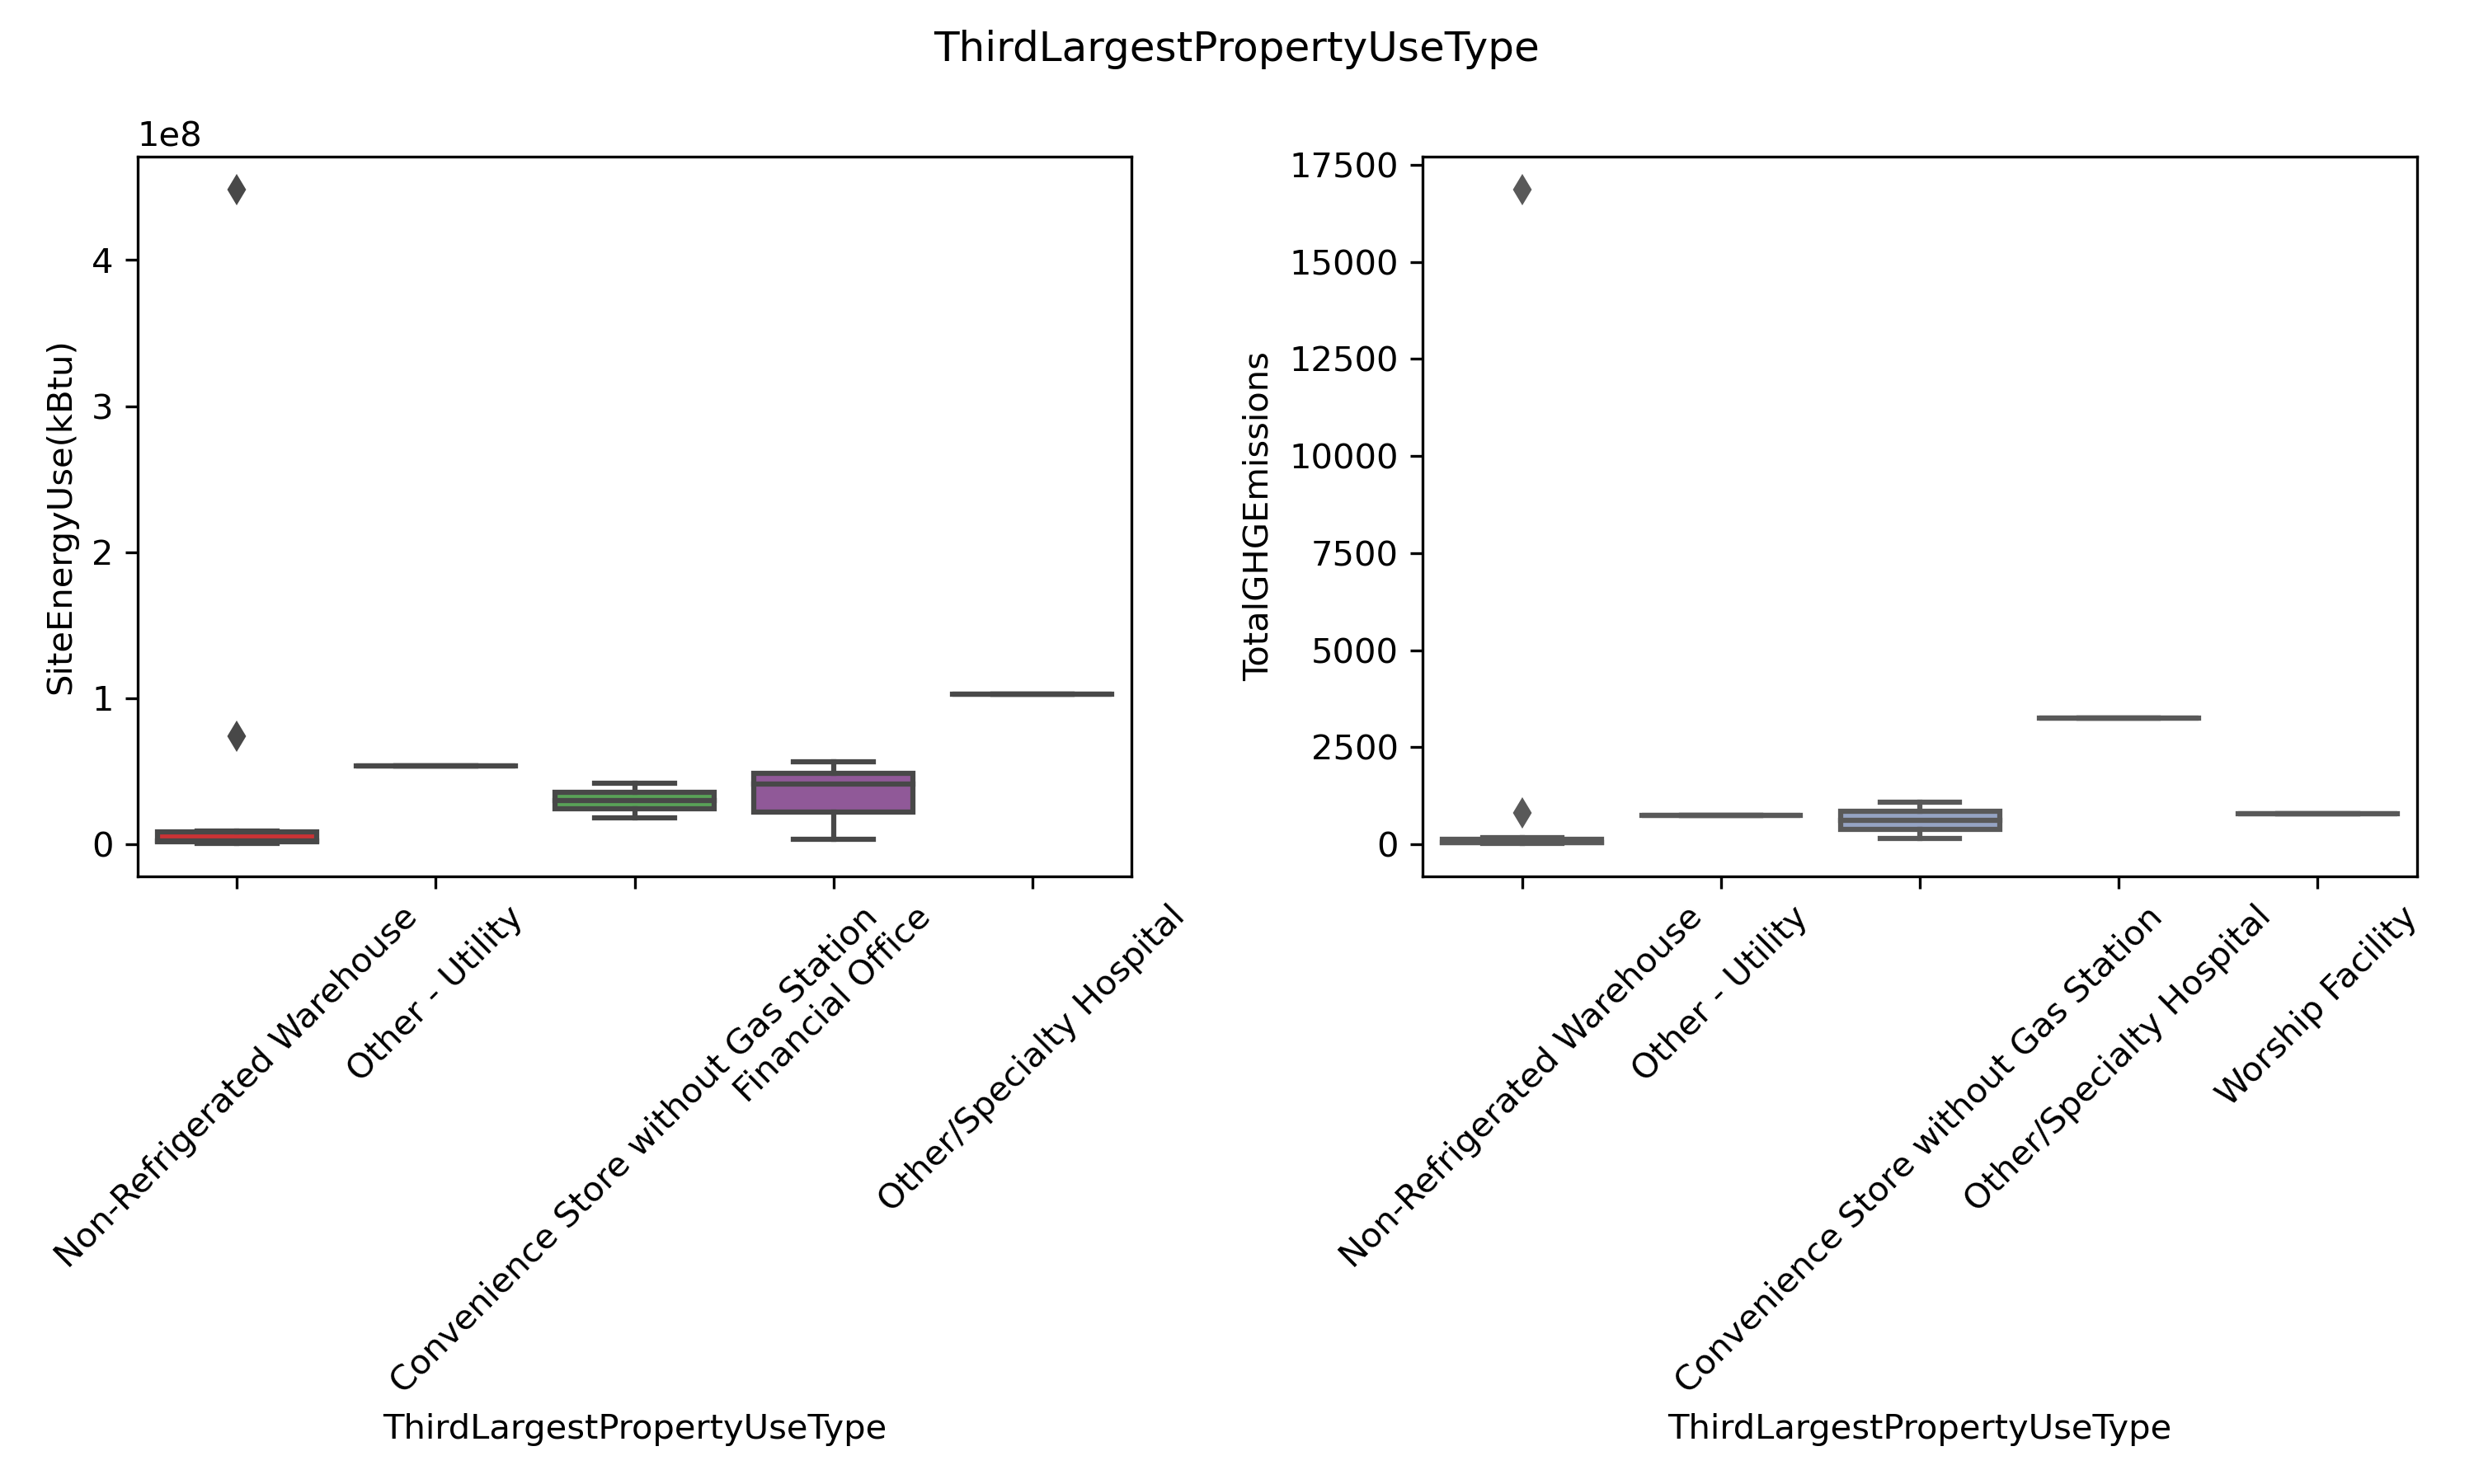 ThirdLargestPropertyUseType
1e8
4
3
2
1
0
SiteEnergyUse(kBtu)
Non-Refrigerated Warehouse
Other - Utility
Convenience Store without Gas Station
Financial Office
Other/Specialty Hospital
ThirdLargestPropertyUseType
17500
15000
12500
10000
7500
5000
2500
0
TotalGHGEmissions
Non-Refrigerated Warehouse
Other - Utility
Convenience Store without Gas Station
Other/Specialty Hospital
Worship Facility
ThirdLargestPropertyUseType